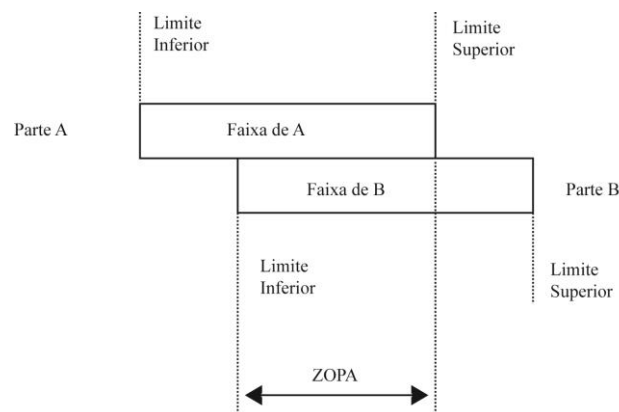 Limite
Inferior
Limite
Superior
Parte A
Faixa de A
Faixa de B
Parte B
Limite
Inferior
Limite
Superior
ZOPA